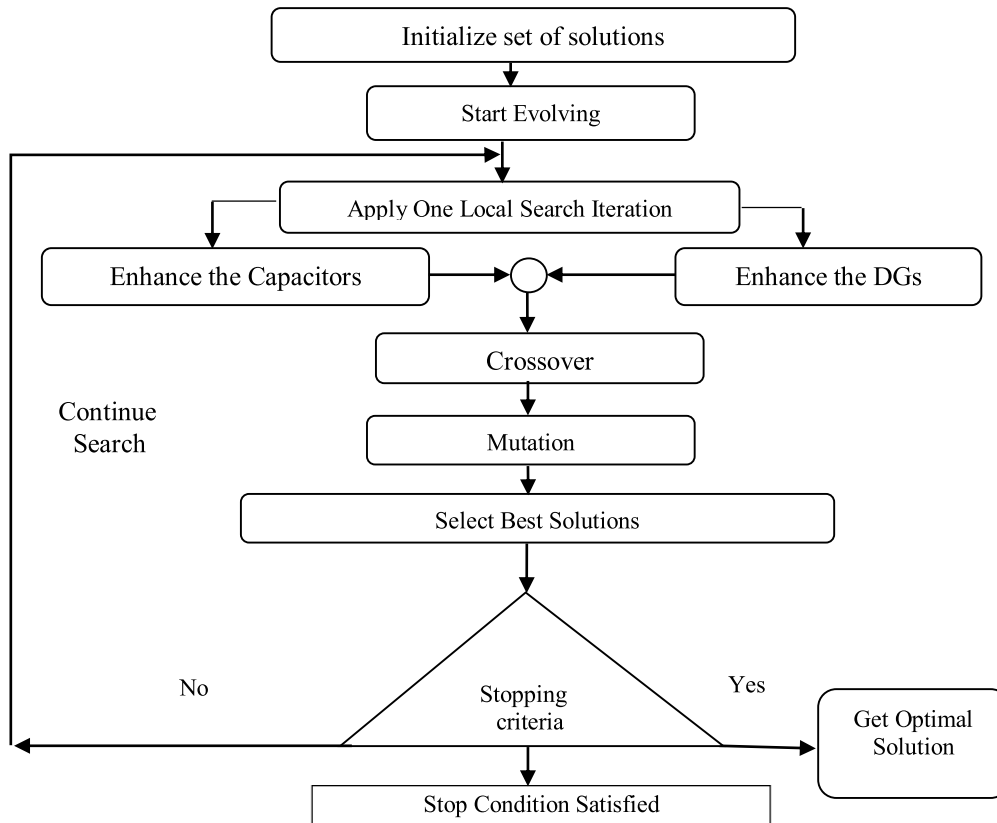 Initialize set of solutions
Start Evolving
Apply One Local Search Iteration
Enhance the Capacitors
Enhance the DGs
Crossover
Continue
Search
Mutation
Select Best Solutions
No
Stopping
criteria
Yes
Get Optimal
Solution
Stop Condition Satisfied